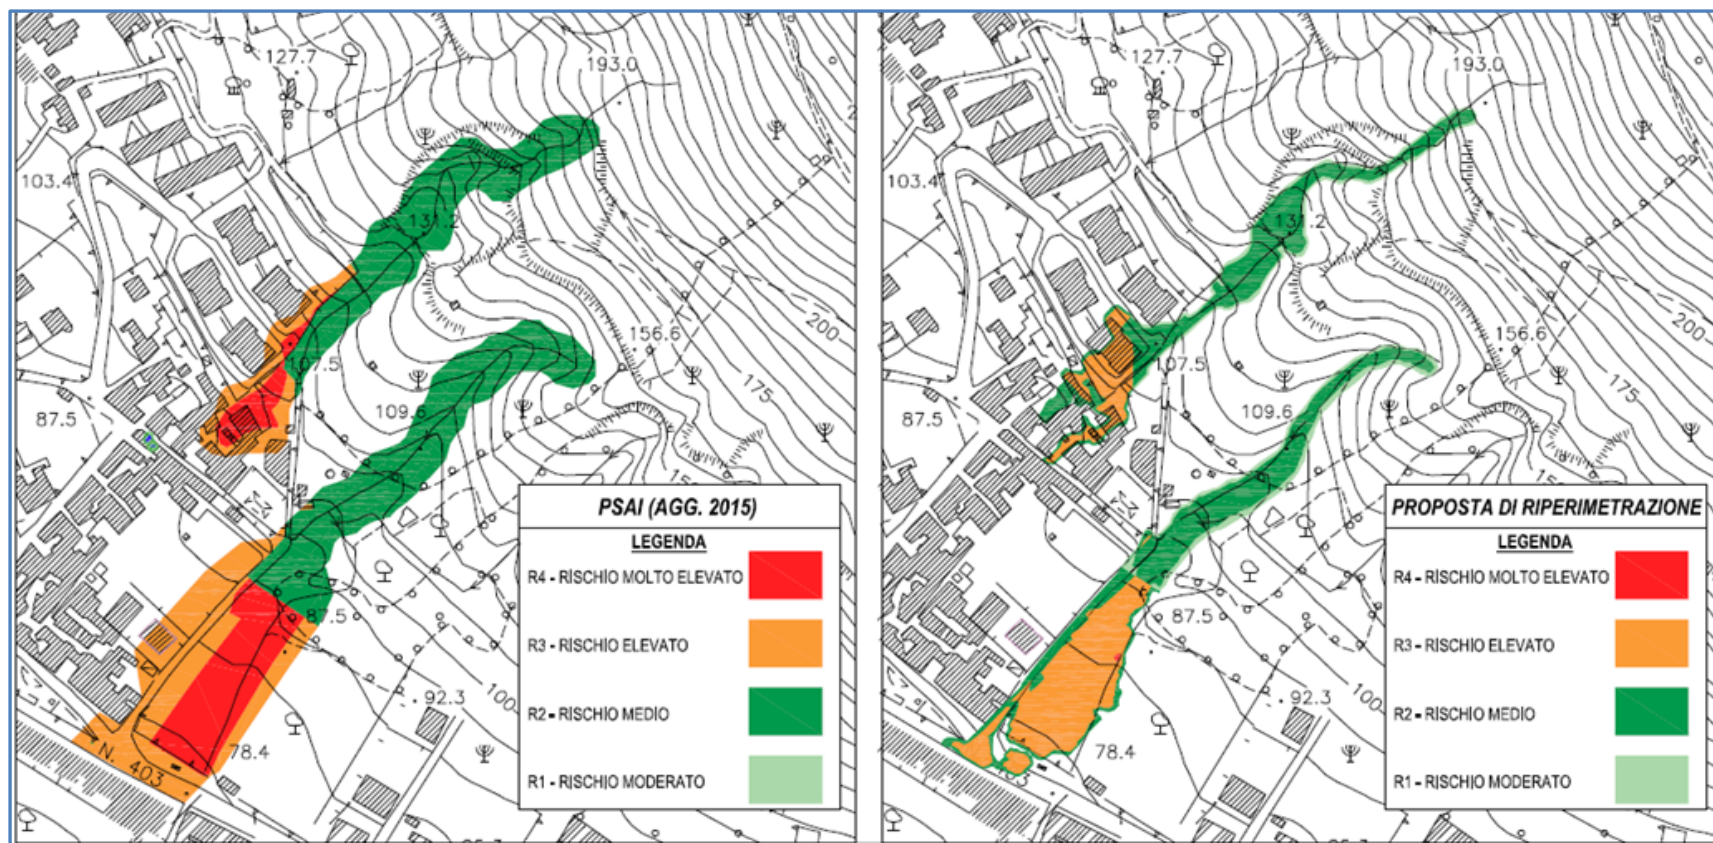 127.7
193.0
103.4
131.2
156.6
200
107.5
175
87.5
109.6
87.5
92.3
100
78.4
N. 403
PSAI (AGG. 2015)
LEGENDA
R4 - RISCHIO MOLTO ELEVATO
R3 - RISCHIO ELEVATO
R2 - RISCHIO MEDIO
R1 - RISCHIO MODERATO
127.7
193.0
103.4
131.2
156.6
200
107.5
175
87.5
109.6
87.5
92.3
100
78.4
PROPOSTA DI RIPERIMETRAZIONE
LEGENDA
R4 - RISCHIO MOLTO ELEVATO
R3 - RISCHIO ELEVATO
R2 - RISCHIO MEDIO
R1 - RISCHIO MODERATO